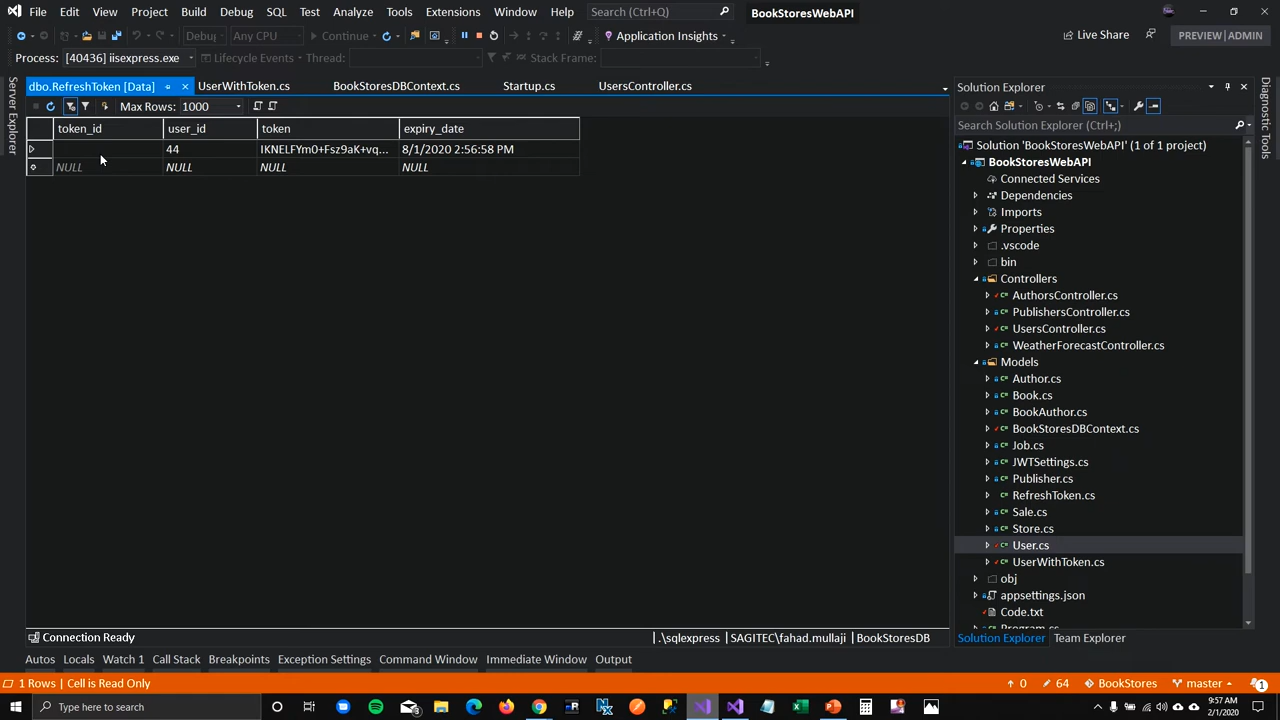 File Edit View Project Build Debug SQL Test Analyze Tools Extensions Window Help Search (Ctrl+Q) BookStoresWebAPI
Debug Any CPU Continue Application Insights Live Share PREVIEW | ADMIN
Process: [40436] iisexpress.exe Lifecycle Events Thread: Stack Frame:
Server Explorer
dbo.RefreshToken [Data] UserWithToken.cs BookStoresDBContext.cs Startup.cs UsersController.cs
Max Rows: 1000
token_id user_id token expiry_date
44 IKNELFYm0+Fsz9aK+vq... 8/1/2020 2:56:58 PM
NULL NULL NULL NULL
Connection Ready .\sqlexpress SAGITEC\fahad.mullaji BookStoresDB
Solution Explorer
Search Solution Explorer (Ctrl+;)
Solution 'BookStoresWebAPI' (1 of 1 project)
BookStoresWebAPI
Connected Services
Dependencies
Imports
Properties
.vscode
bin
Controllers
AuthorsController.cs
PublishersController.cs
UsersController.cs
WeatherForecastController.cs
Models
Author.cs
Book.cs
BookAuthor.cs
BookStoresDBContext.cs
Job.cs
JWTSettings.cs
Publisher.cs
RefreshToken.cs
Sale.cs
Store.cs
User.cs
UserWithToken.cs
obj
appsettings.json
Code.txt
Program.cs
Solution Explorer Team Explorer
Diagnostic Tools
Autos Locals Watch 1 Call Stack Breakpoints Exception Settings Command Window Immediate Window Output
1 Rows | Cell is Read Only 0 64 BookStores master 1
Type here to search 9:57 AM
2/1/2020